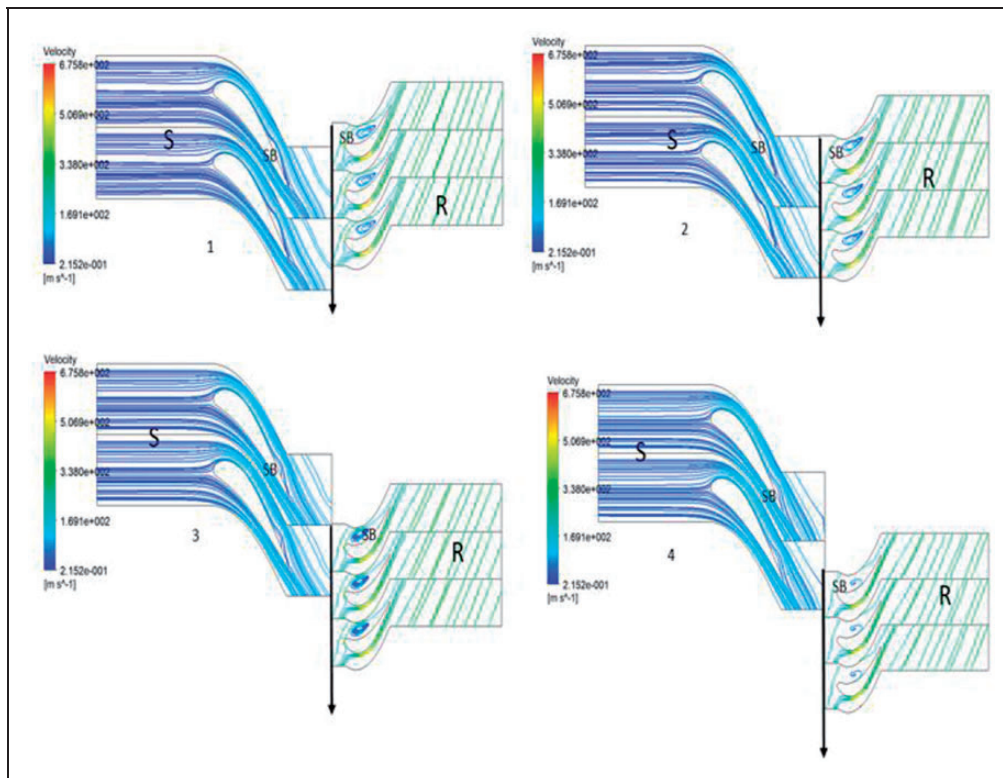 Velocity
6.758e+002
5.069e+002
3.380e+002
1.691e+002
2.152e-001
[m s^-1]
S
SB
SB
R
1
Velocity
6.758e+002
5.069e+002
3.380e+002
1.691e+002
2.152e-001
[m s^-1]
S
SB
SB
R
2
Velocity
6.758e+002
5.069e+002
3.380e+002
1.691e+002
2.152e-001
[m s^-1]
S
SB
SB
R
3
Velocity
6.758e+002
5.069e+002
3.380e+002
1.691e+002
2.152e-001
[m s^-1]
S
SB
SB
R
4